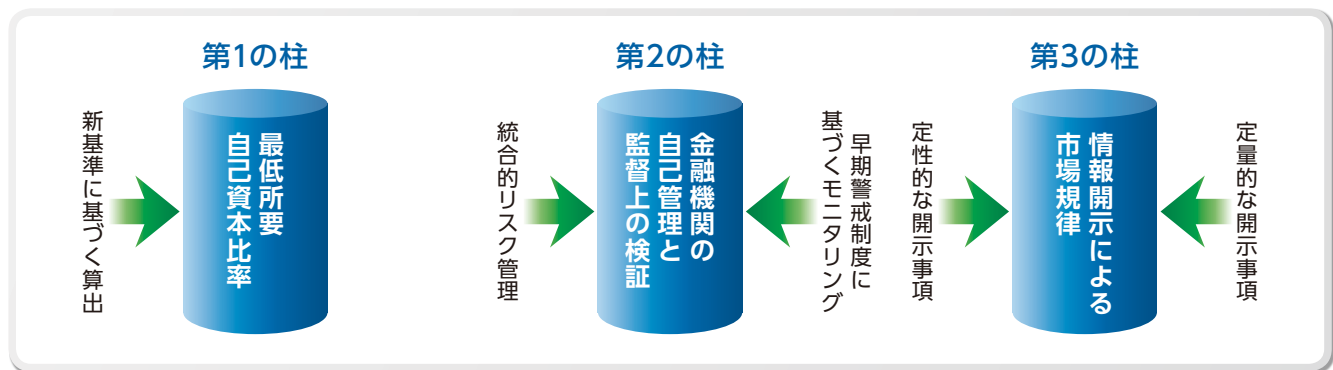 第1の柱
新基準に基づく算出
最低所要
自己資本比率
第2の柱
統合的リスク管理
金融機関の
自己管理と
監督上の検証
早期警戒制度に
基づくモニタリング
第3の柱
定性的な開示事項
情報開示による
市場規律
定量的な開示事項